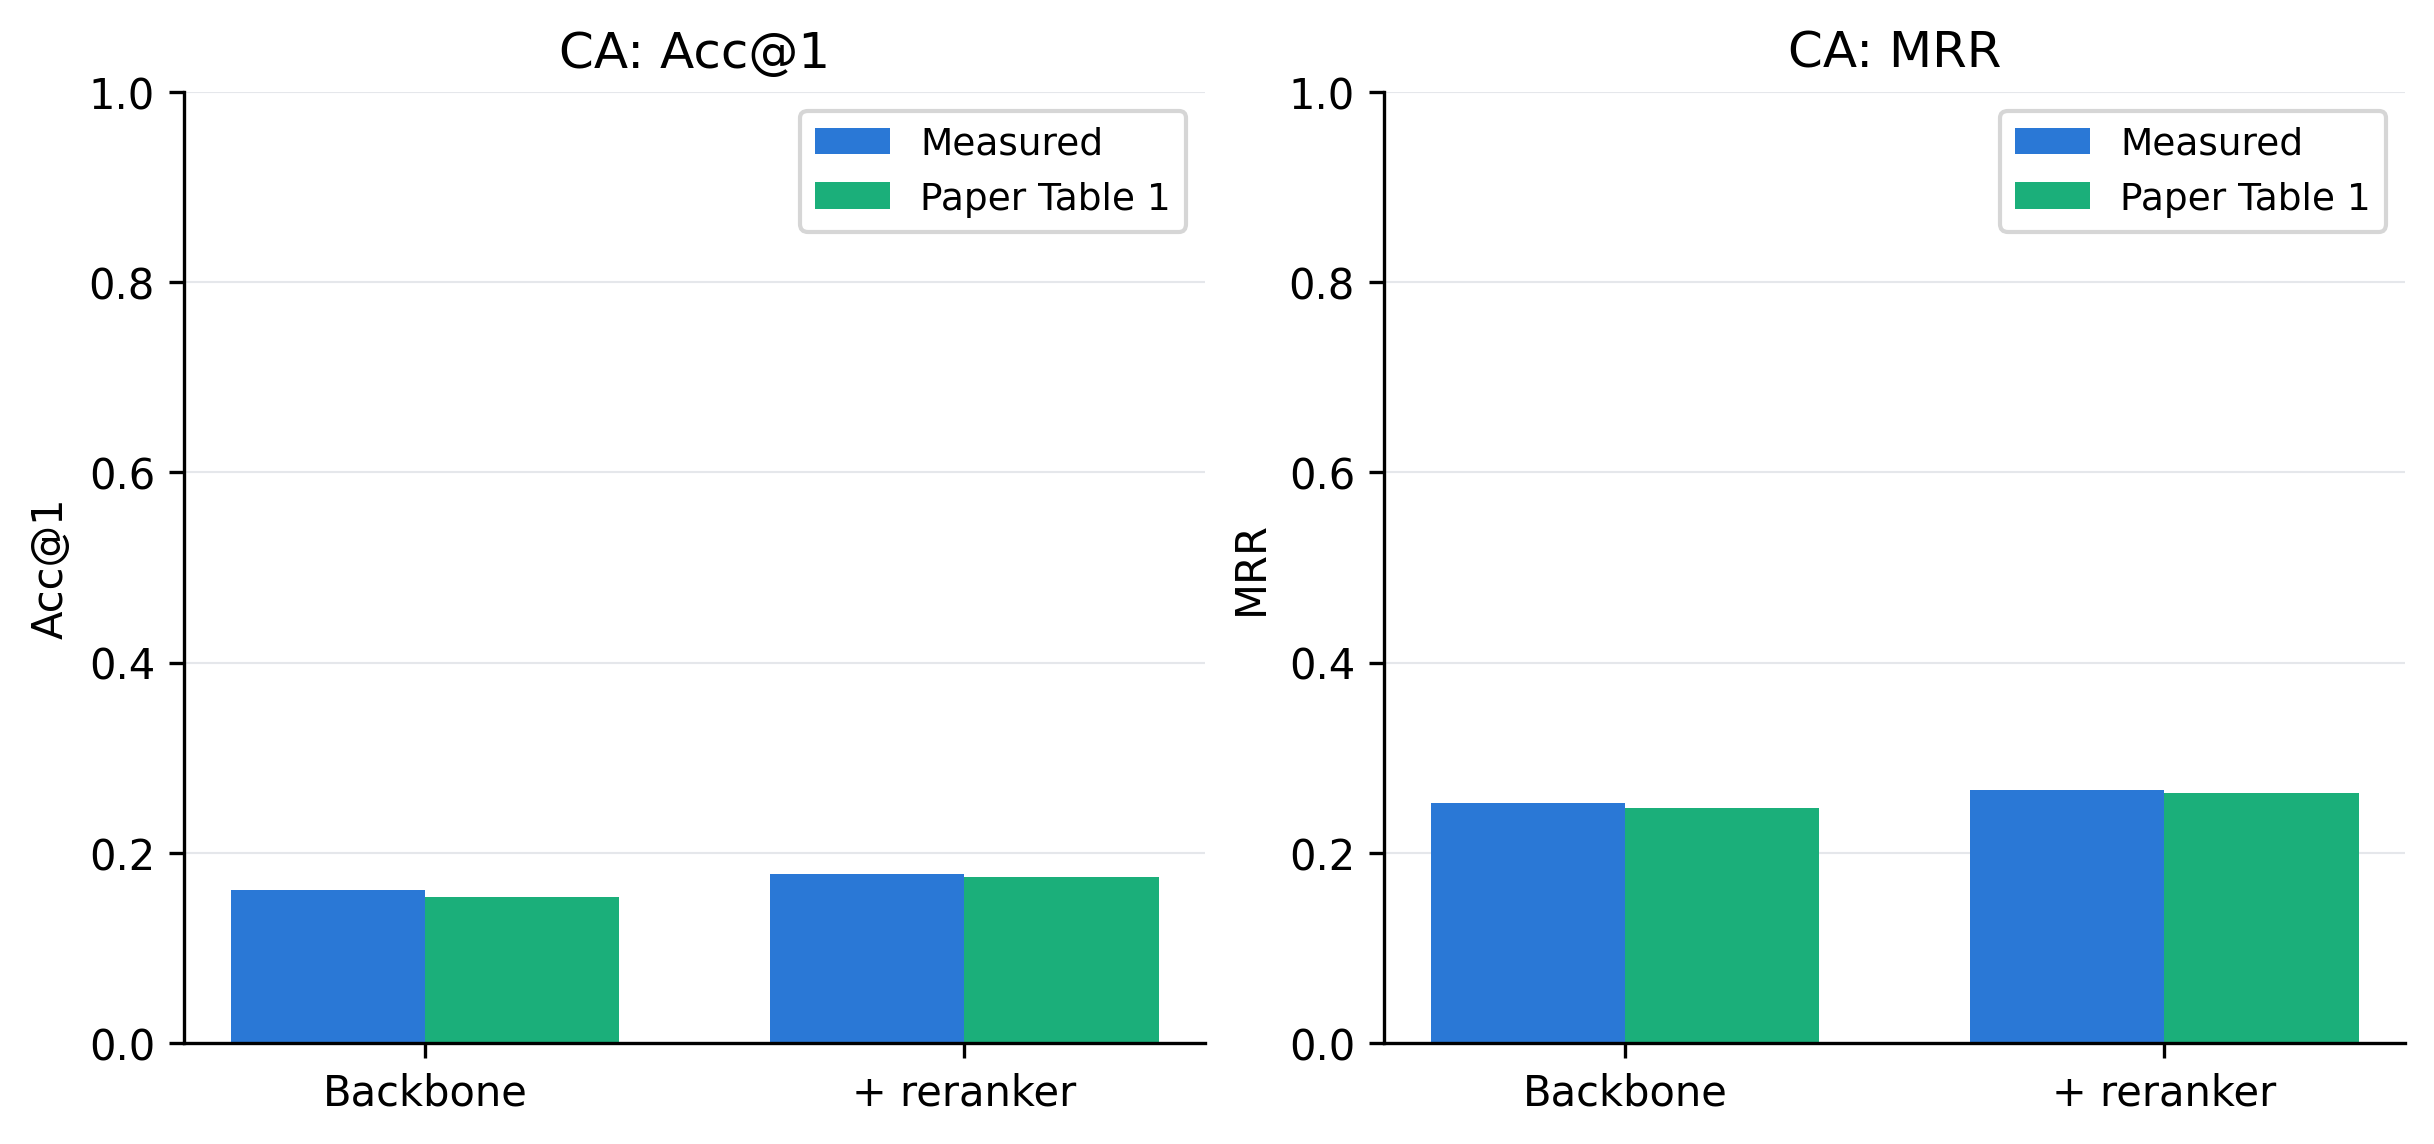 CA: Acc@1
1.0
0.8
0.6
0.4
0.2
0.0
Acc@1
Measured
Paper Table 1
Backbone
+ reranker
CA: MRR
1.0
0.8
0.6
0.4
0.2
0.0
MRR
Measured
Paper Table 1
Backbone
+ reranker